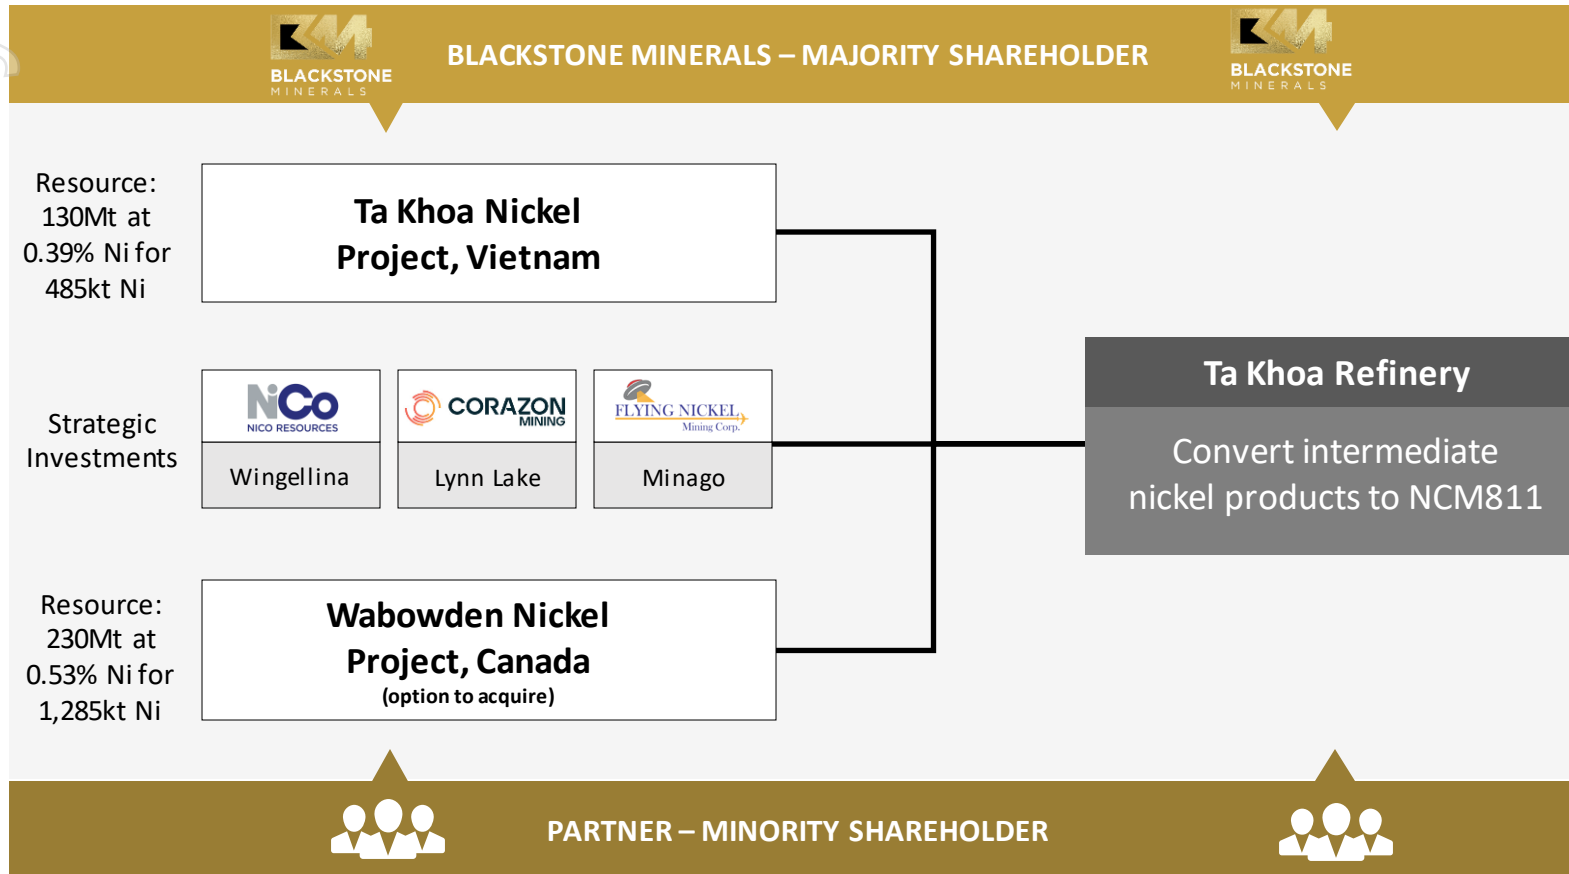 BLACKSTONE
MINERALS
BLACKSTONE MINERALS – MAJORITY SHAREHOLDER
BLACKSTONE
MINERALS
Resource:
130Mt at
0.39% Ni for
485kt Ni
Ta Khoa Nickel
Project, Vietnam
Strategic
Investments
NiCo
NICO RESOURCES
Wingellina
CORAZON
MINING
Lynn Lake
FLYING NICKEL
Mining Corp.
Minago
Ta Khoa Refinery
Convert intermediate
nickel products to NCM811
Resource:
230Mt at
0.53% Ni for
1,285kt Ni
Wabowden Nickel
Project, Canada
(option to acquire)
PARTNER – MINORITY SHAREHOLDER